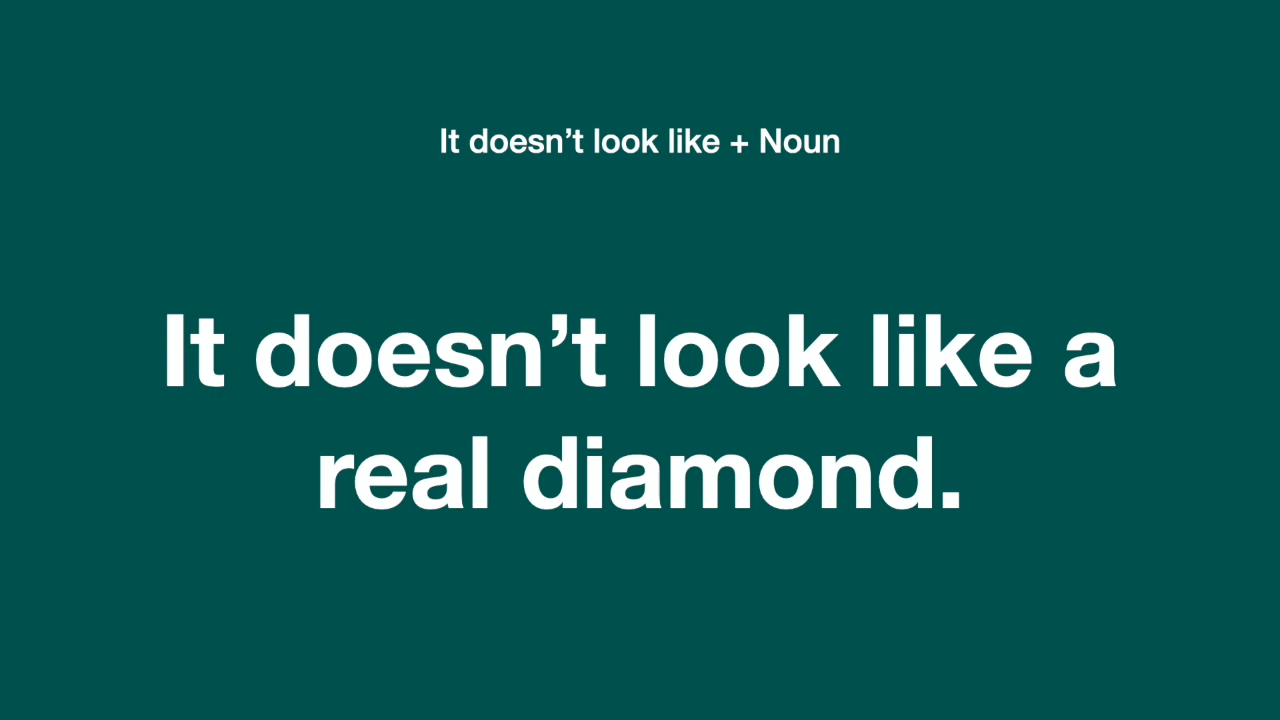 It doesn’t look like + Noun
It doesn’t look like a
real diamond.